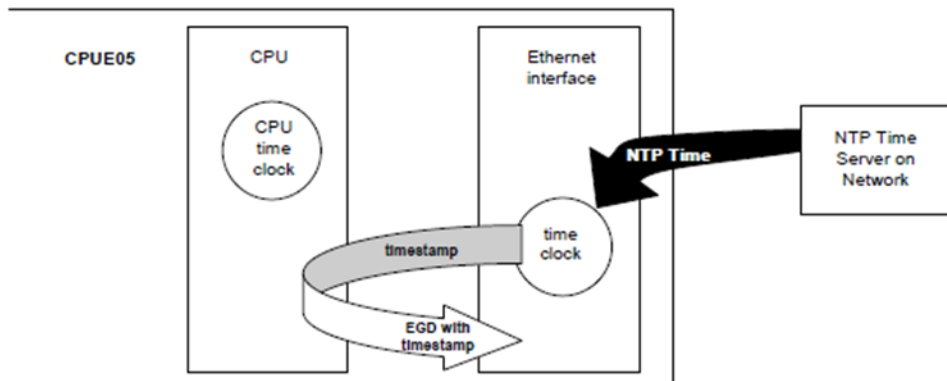 CPUE05
CPU
CPU
time
clock
Ethernet
interface
NTP Time
NTP Time
Server on
Network
time
clock
timestamp
EGD with
timestamp